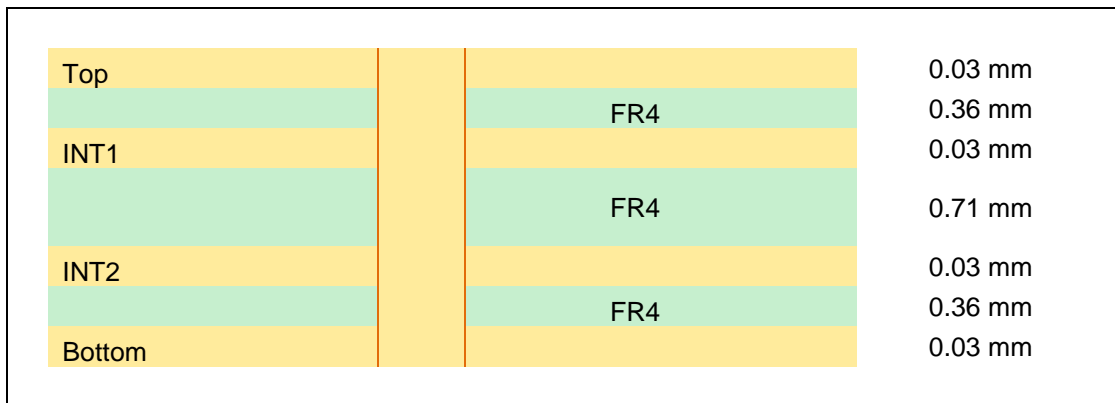 Top 0.03 mm
FR4 0.36 mm
INT1 0.03 mm
FR4 0.71 mm
INT2 0.03 mm
FR4 0.36 mm
Bottom 0.03 mm